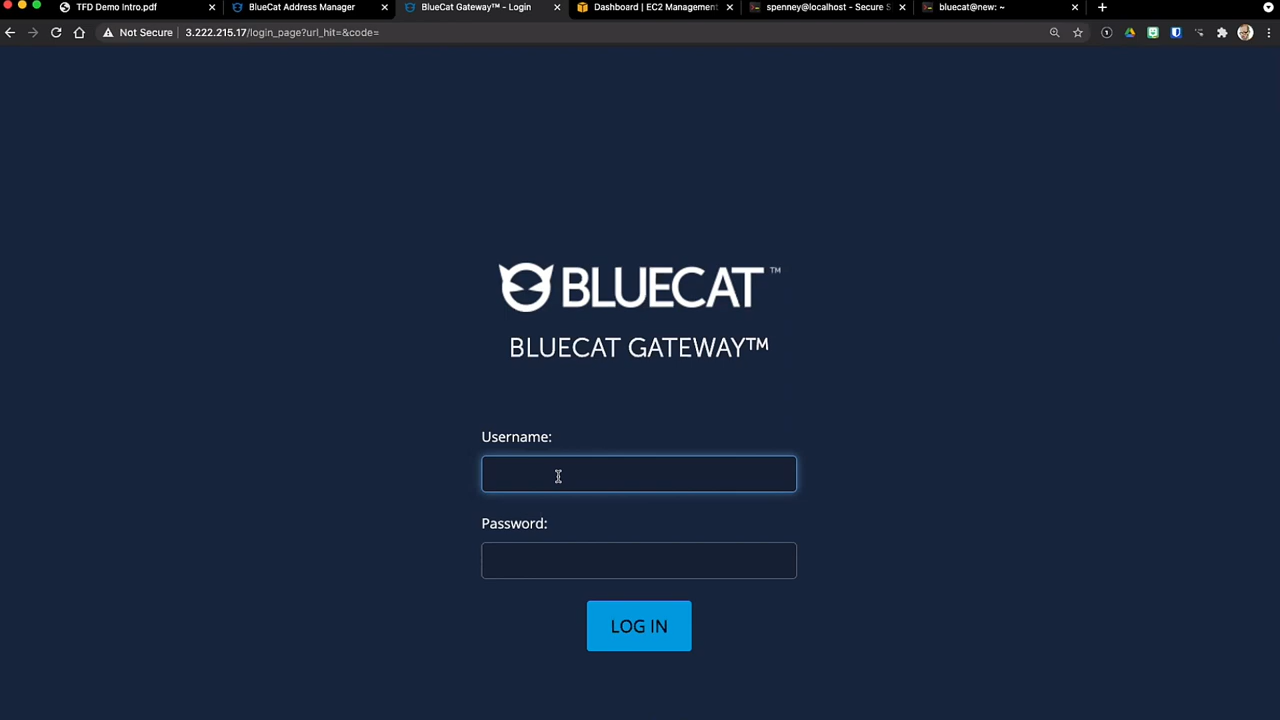 TFD Demo Intro.pdf
BlueCat Address Manager
BlueCat Gateway™ - Login
Dashboard | EC2 Management
spenney@localhost - Secure S
bluecat@new: ~
Not Secure
3.222.215.17/login_page?url_hit=&code=
BLUECAT™
BLUECAT GATEWAY™
Username:
Password:
LOG IN